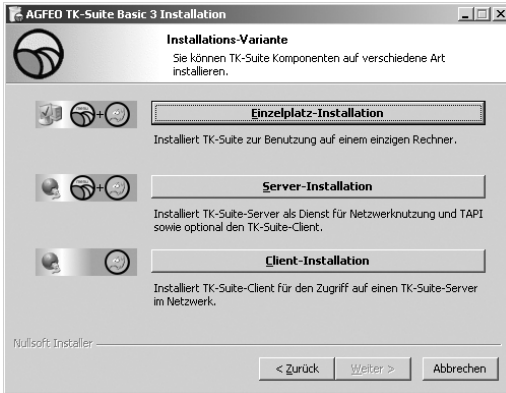 AGFEO TK-Suite Basic 3 Installation
Installations-Variante
Sie können TK-Suite Komponenten auf verschiedene Art
installieren.
Einzelplatz-Installation
Installiert TK-Suite zur Benutzung auf einem einzigen Rechner.
Server-Installation
Installiert TK-Suite-Server als Dienst für Netzwerknutzung und TAPI
sowie optional den TK-Suite-Client.
Client-Installation
Installiert TK-Suite-Client für den Zugriff auf einen TK-Suite-Server
im Netzwerk.
Nullsoft Installer
< Zurück Weiter > Abbrechen